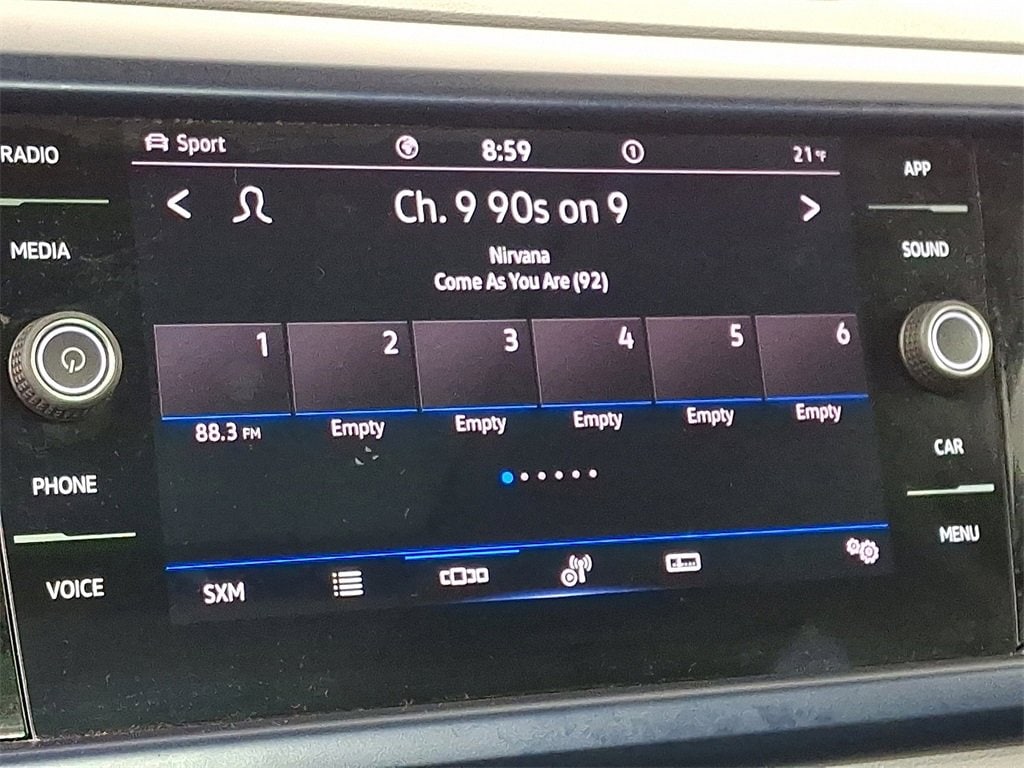 RADIO
MEDIA
PHONE
VOICE
Sport 8:59 1 21°F
< Ch. 9 90s on 9 >
Nirvana
Come As You Are (92)
1 2 3 4 5 6
88.3 FM Empty Empty Empty Empty Empty
SXM
APP
SOUND
CAR
MENU